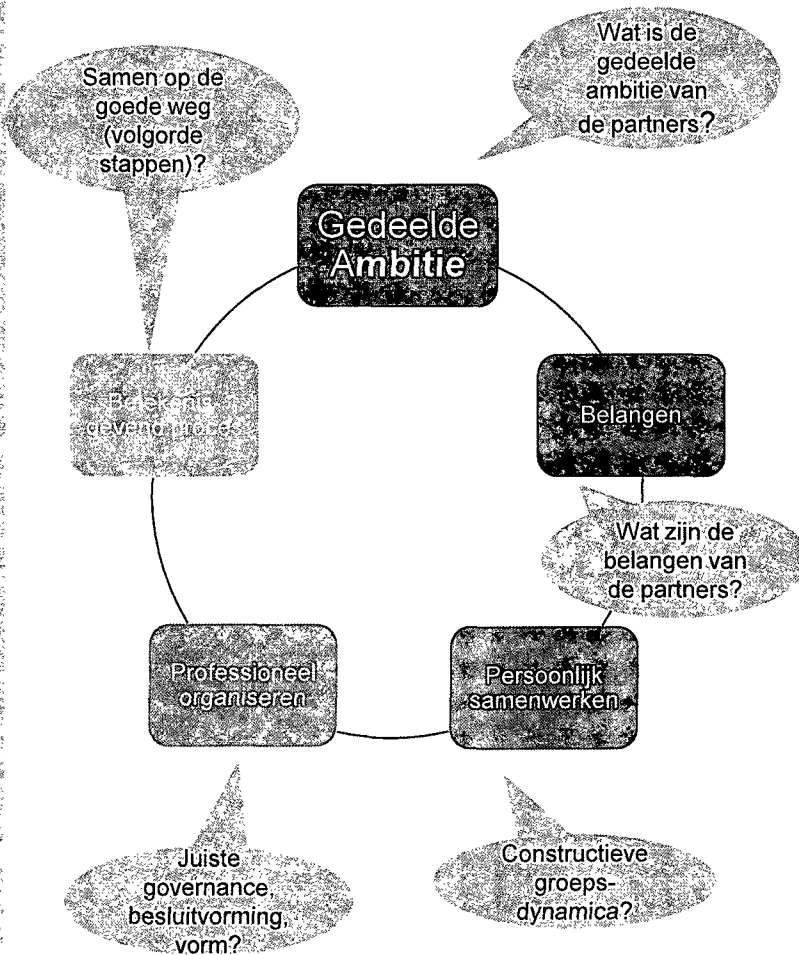 Samen op de
goede weg
(volgorde
stappen)?
Wat is de
gedeelde
ambitie van
de partners?
Gedeelde
Ambitie
Betekenis
gevend proces
Belangen
Wat zijn de
belangen van
de partners?
Professioneel
organiseren
Persoonlijk
samenwerken
Juiste
governance,
besluitvorming,
vorm?
Constructieve
groeps-
dynamica?